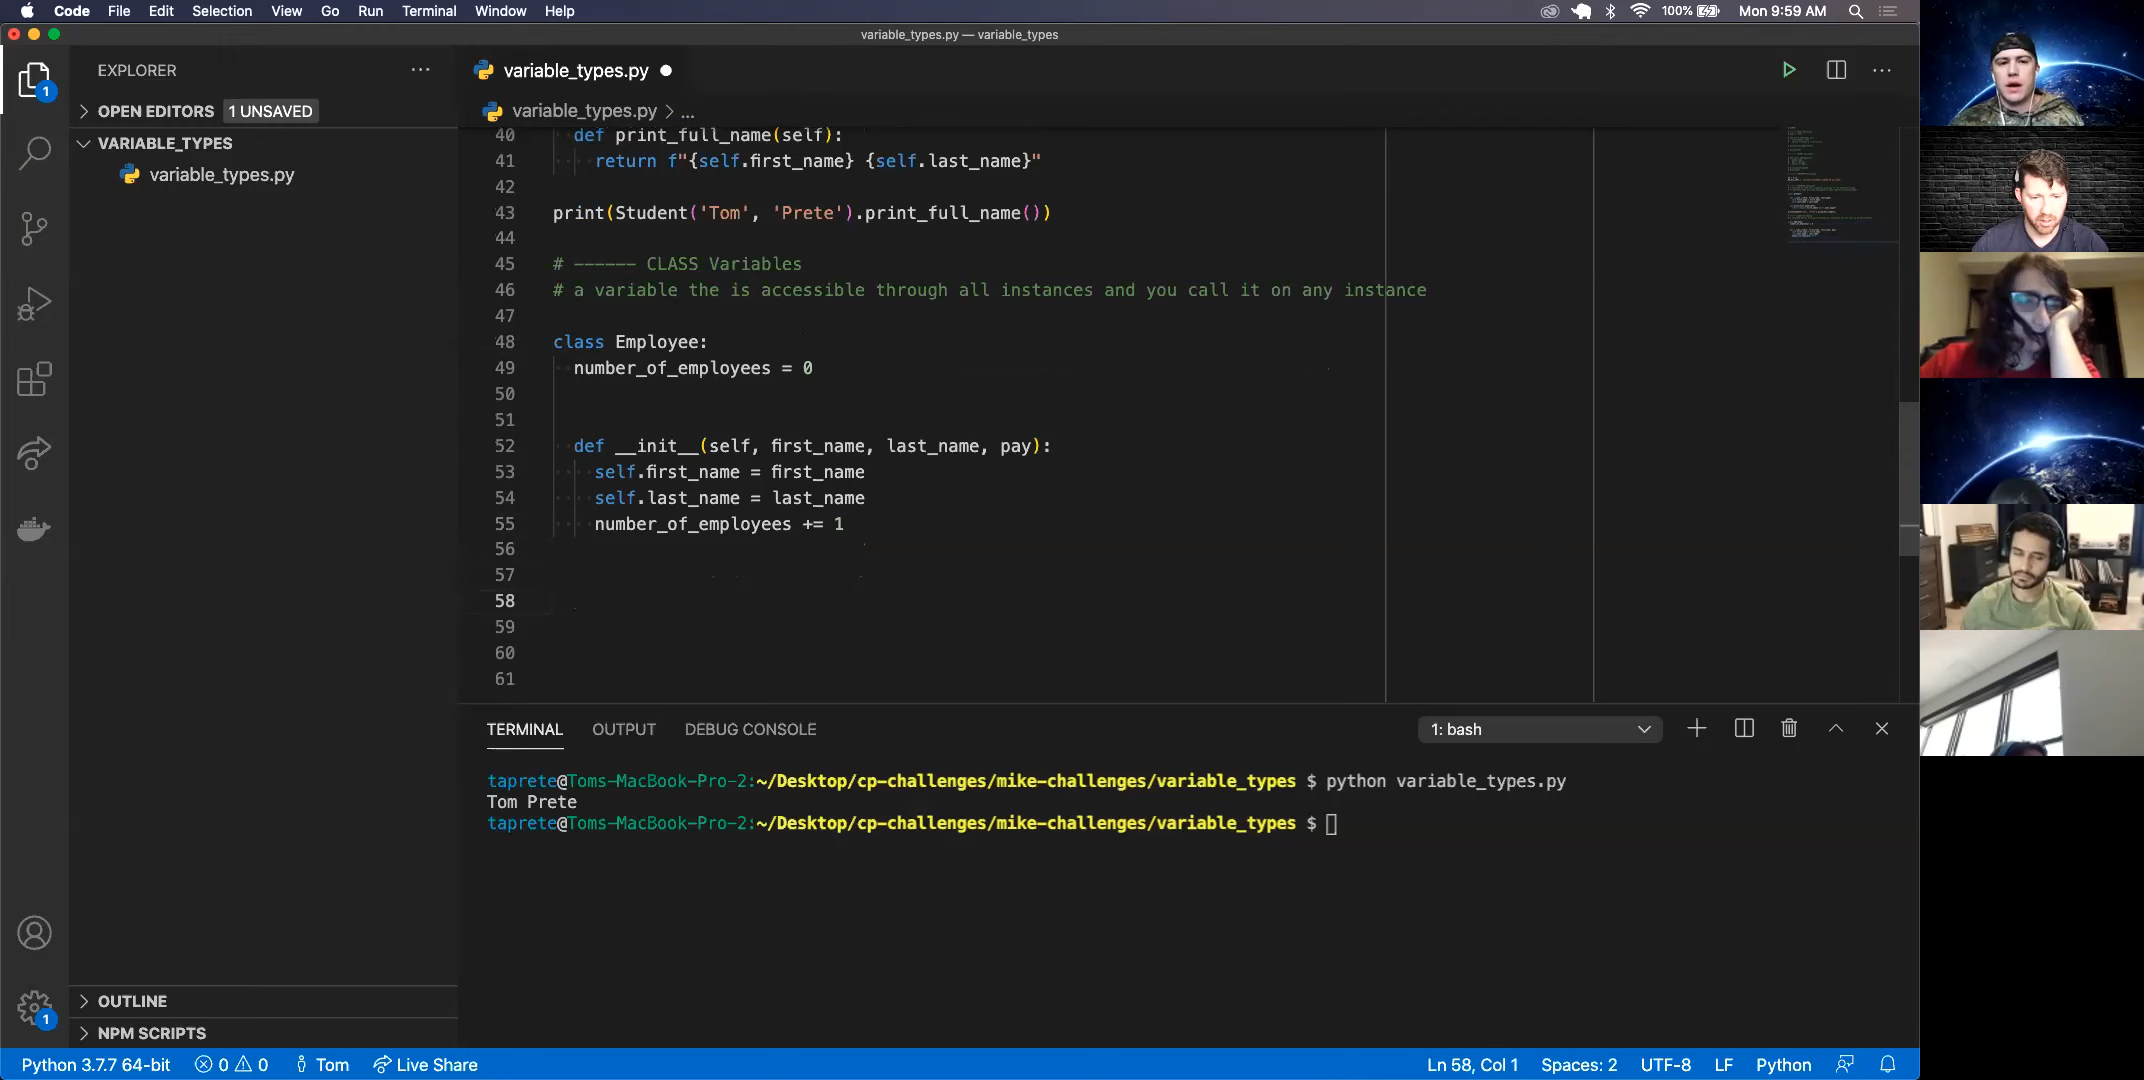 Code File Edit Selection View Go Run Terminal Window Help 100% Mon 9:59 AM
variable_types.py — variable_types
EXPLORER
variable_types.py
OPEN EDITORS 1 UNSAVED
variable_types.py > ...
VARIABLE_TYPES
variable_types.py
40 def print_full_name(self):
41 return f"{self.first_name} {self.last_name}"
42
43 print(Student('Tom', 'Prete').print_full_name())
44
45 # ------ CLASS Variables
46 # a variable the is accessible through all instances and you call it on any instance
47
48 class Employee:
49 number_of_employees = 0
50
51
52 def __init__(self, first_name, last_name, pay):
53 self.first_name = first_name
54 self.last_name = last_name
55 number_of_employees += 1
56
57
58
59
60
61
TERMINAL OUTPUT DEBUG CONSOLE 1: bash
taprete@Toms-MacBook-Pro-2:~/Desktop/cp-challenges/mike-challenges/variable_types $ python variable_types.py
Tom Prete
taprete@Toms-MacBook-Pro-2:~/Desktop/cp-challenges/mike-challenges/variable_types $
OUTLINE
NPM SCRIPTS
1
1
Python 3.7.7 64-bit 0 0 Tom Live Share Ln 58, Col 1 Spaces: 2 UTF-8 LF Python